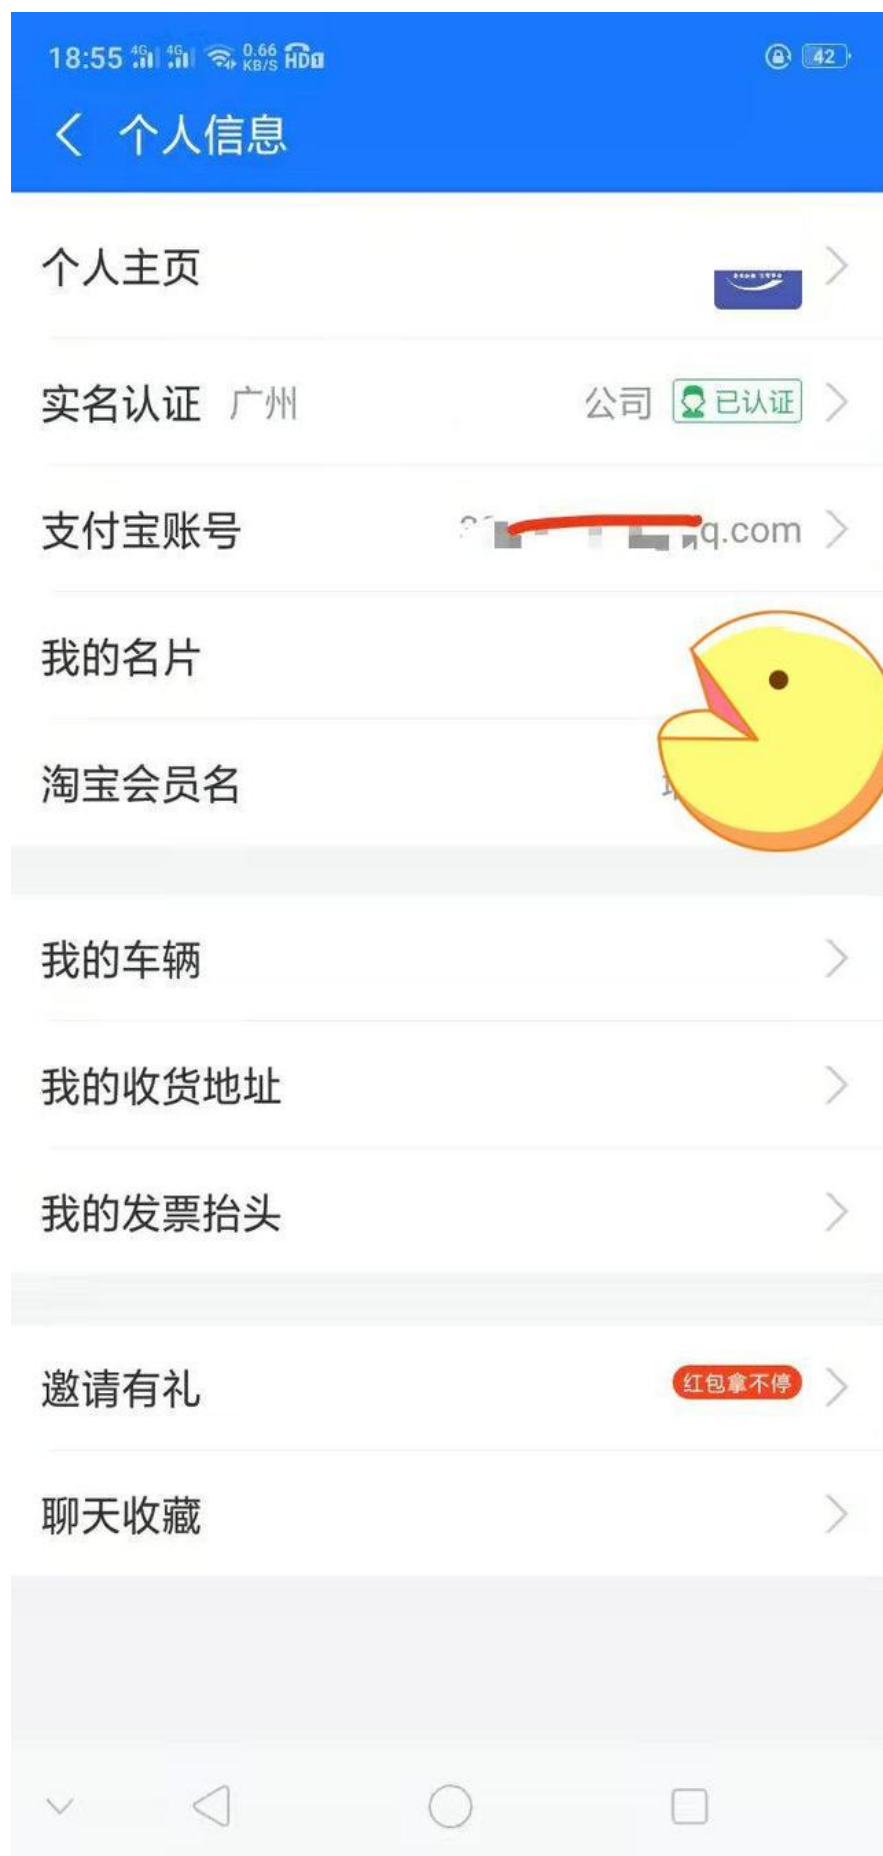 18:55 4G 4G 0.66 KB/S HD 42
个人信息
个人主页
实名认证 广州 公司 已认证
支付宝账号 q.com
我的名片
淘宝会员名
我的车辆
我的收货地址
我的发票抬头
邀请有礼 红包拿不停
聊天收藏